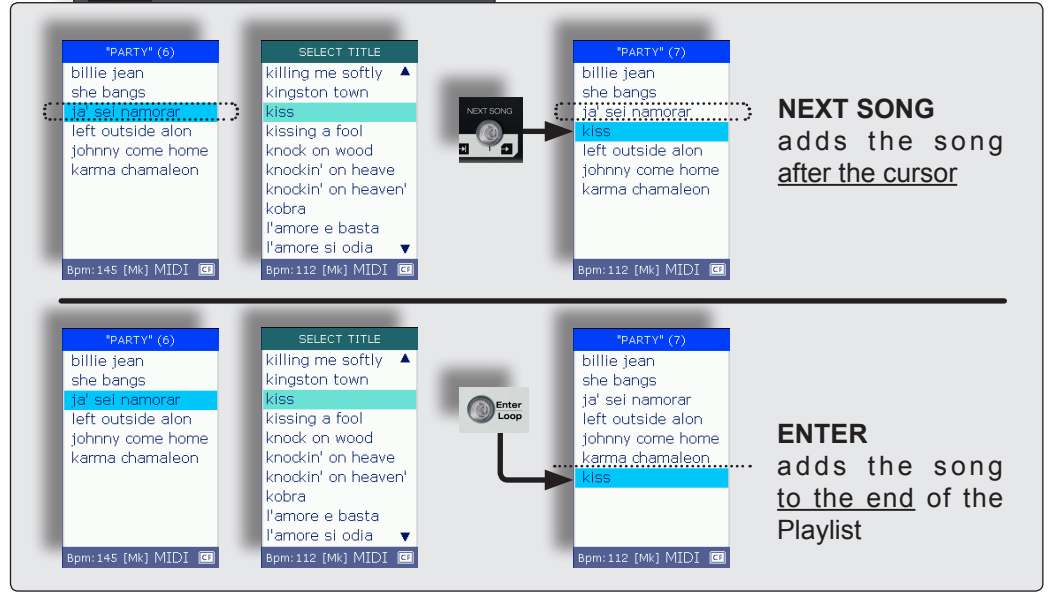 "PARTY" (6)
billie jean
she bangs
ja' sei namorar
left outside alon
johnny come home
karma chamaleon
Bpm:145 [Mk] MIDI CF
SELECT TITLE
killing me softly ▲
kingston town
kiss
kissing a fool
knock on wood
knockin' on heave
knockin' on heaven'
kobra
l'amore e basta
l'amore si odia ▼
Bpm:112 [Mk] MIDI CF
NEXT SONG
"PARTY" (7)
billie jean
she bangs
ja' sei namorar
kiss
left outside alon
johnny come home
karma chamaleon
Bpm:112 [Mk] MIDI CF
NEXT SONG
adds the song
after the cursor
"PARTY" (6)
billie jean
she bangs
ja' sei namorar
left outside alon
johnny come home
karma chamaleon
Bpm:145 [Mk] MIDI CF
SELECT TITLE
killing me softly ▲
kingston town
kiss
kissing a fool
knock on wood
knockin' on heave
knockin' on heaven'
kobra
l'amore e basta
l'amore si odia ▼
Bpm:112 [Mk] MIDI CF
Enter
Loop
"PARTY" (7)
billie jean
she bangs
ja' sei namorar
left outside alon
johnny come home
karma chamaleon
kiss
Bpm:112 [Mk] MIDI CF
ENTER
adds the song
to the end of the
Playlist